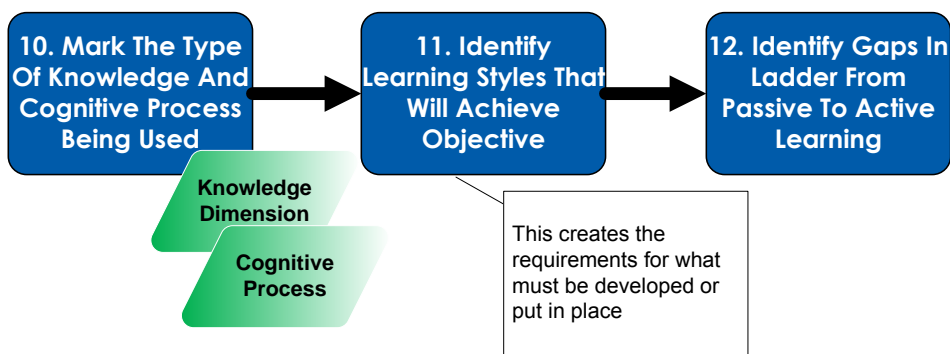 10. Mark The Type
Of Knowledge And
Cognitive Process
Being Used
11. Identify
Learning Styles That
Will Achieve
Objective
12. Identify Gaps In
Ladder From
Passive To Active
Learning
Knowledge
Dimension
Cognitive
Process
This creates the
requirements for what
must be developed or
put in place